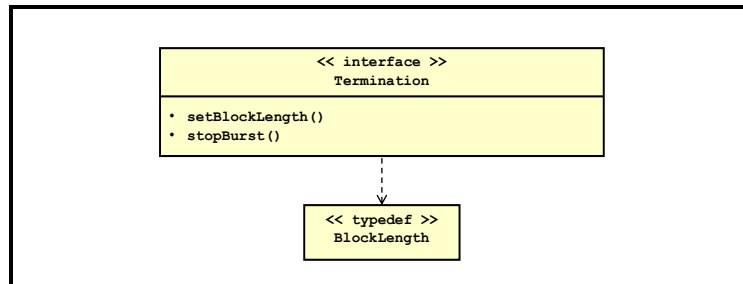 << interface >>
Termination
• setBlockLength()
• stopBurst()
<< typedef >>
BlockLength